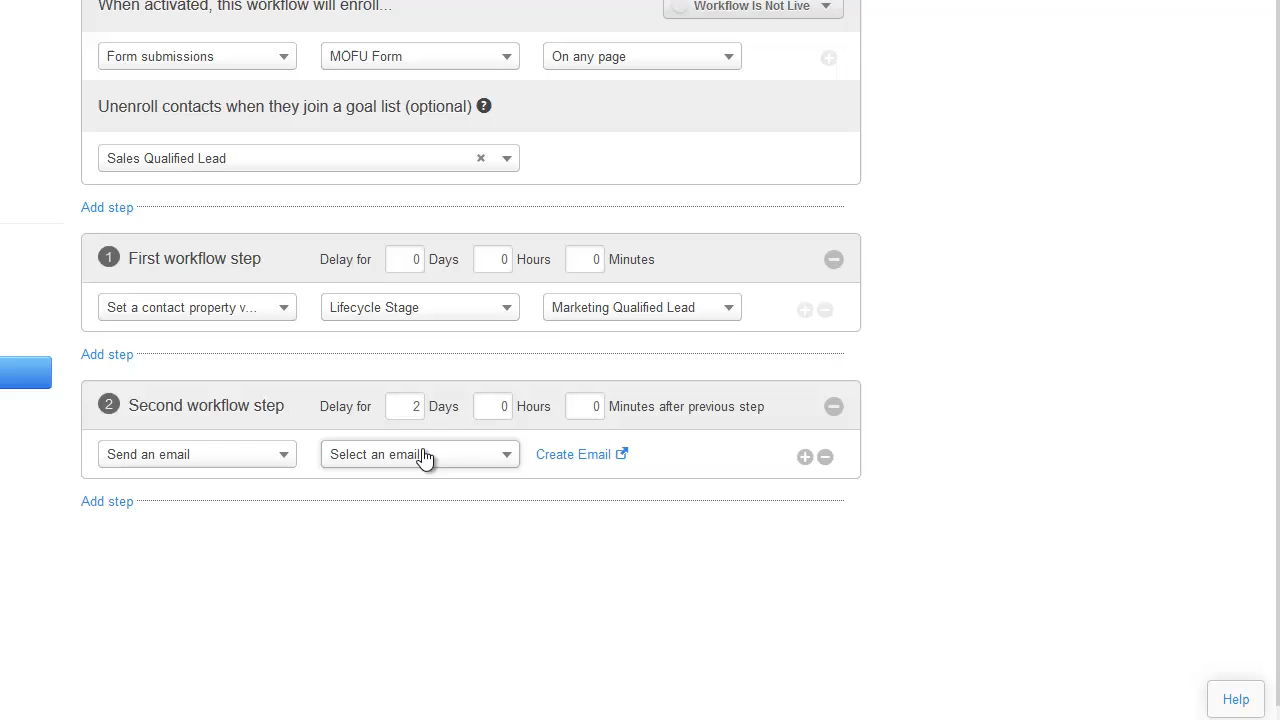 When activated, this workflow will enroll... Workflow Is Not Live
Form submissions MOFU Form On any page
Unenroll contacts when they join a goal list (optional) ?
Sales Qualified Lead ×
Add step
1 First workflow step Delay for 0 Days 0 Hours 0 Minutes
Set a contact property v... Lifecycle Stage Marketing Qualified Lead
Add step
2 Second workflow step Delay for 2 Days 0 Hours 0 Minutes after previous step
Send an email Select an email Create Email
Add step
Help